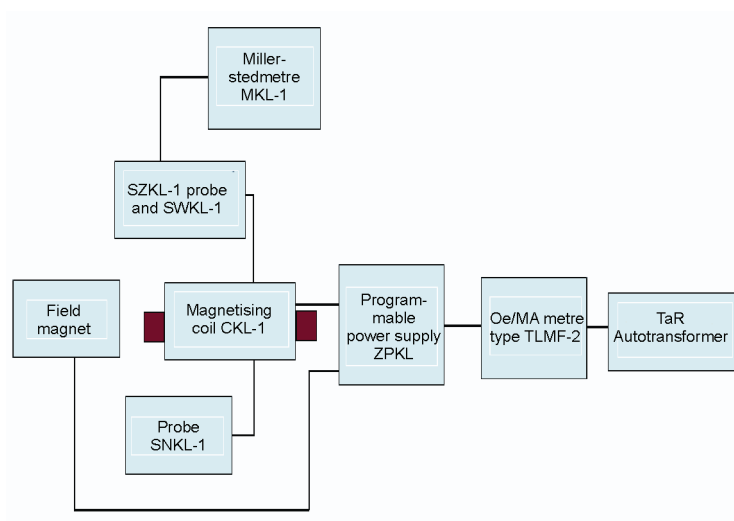 Miller-
stedmetre
MKL-1
SZKL-1 probe
and SWKL-1
Field
magnet
Magnetising
coil CKL-1
Program-
mable
power supply
ZPKL
Oe/MA metre
type TLMF-2
TaR
Autotransformer
Probe
SNKL-1